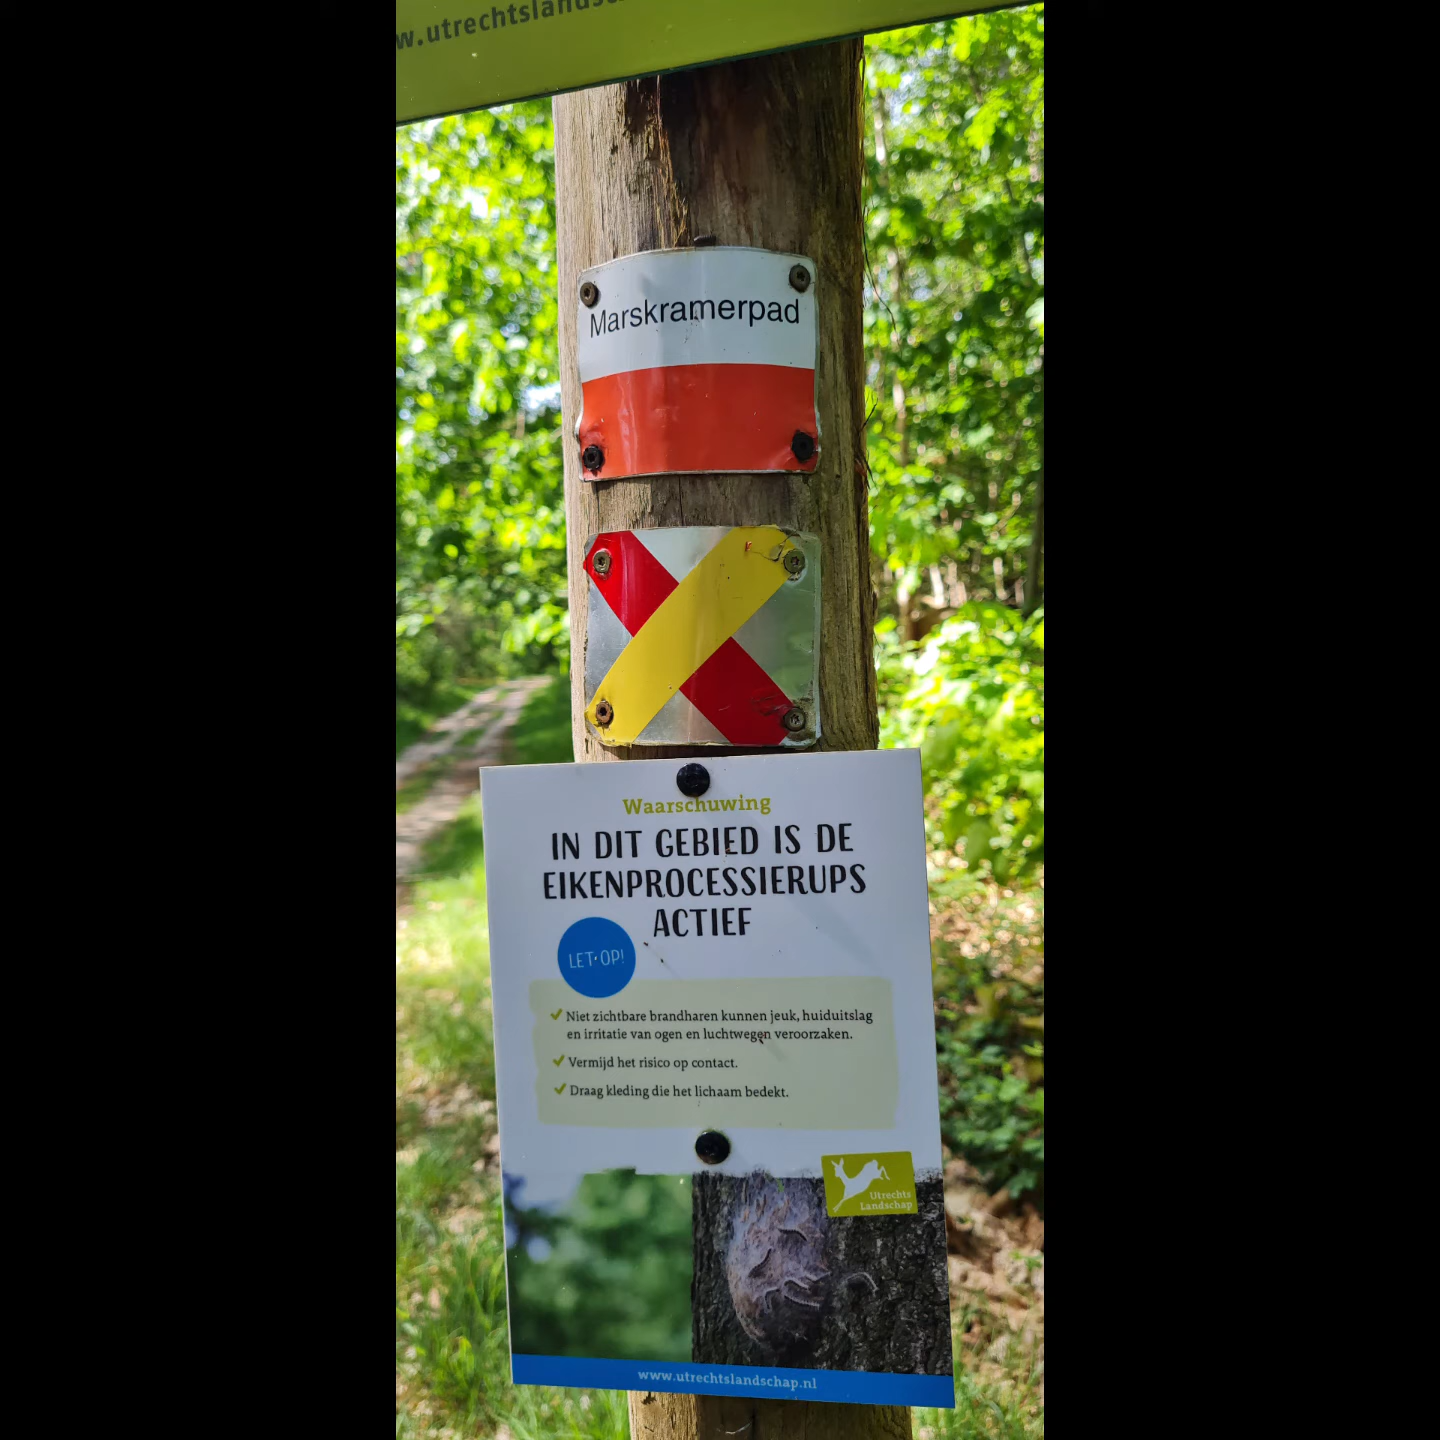 w.utrechtslands
Marskramerpad
Waarschuwing
IN DIT GEBIED IS DE
EIKENPROCESSIERUPS
ACTIEF
LET OP!
Niet zichtbare brandharen kunnen jeuk, huiduitslag
en irritatie van ogen en luchtwegen veroorzaken.
Vermijd het risico op contact.
Draag kleding die het lichaam bedekt.
Utrechts
Landschap
www.utrechtslandschap.nl